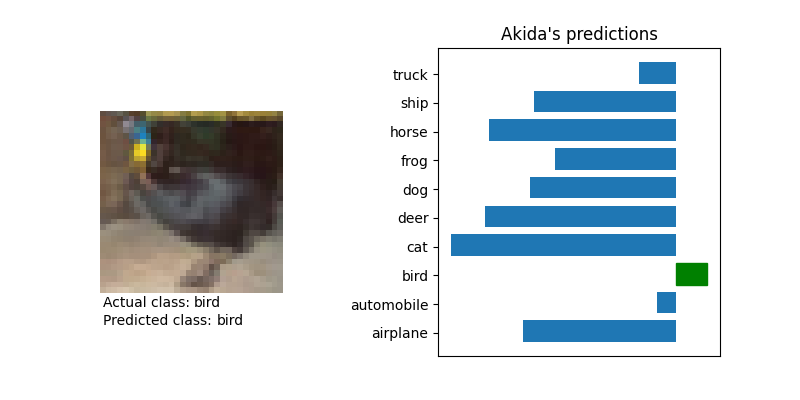 Akida's predictions
truck
ship
horse
frog
dog
deer
cat
bird
automobile
airplane
Actual class: bird
Predicted class: bird